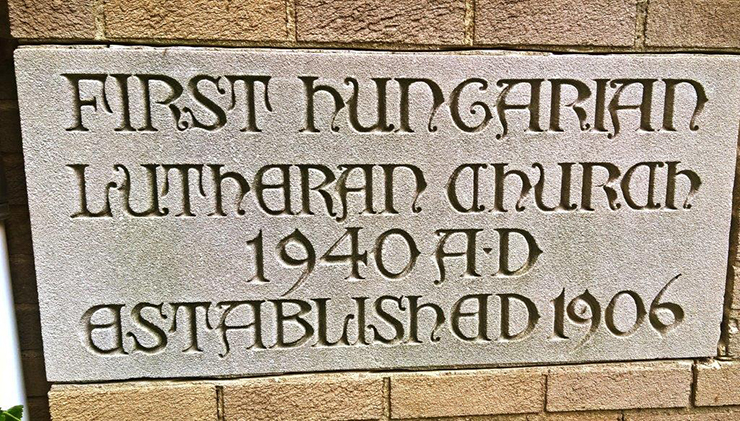 FIRST HUNGARIAN
LUTHERAN CHURCH
1940 A·D
ESTABLISHED 1906